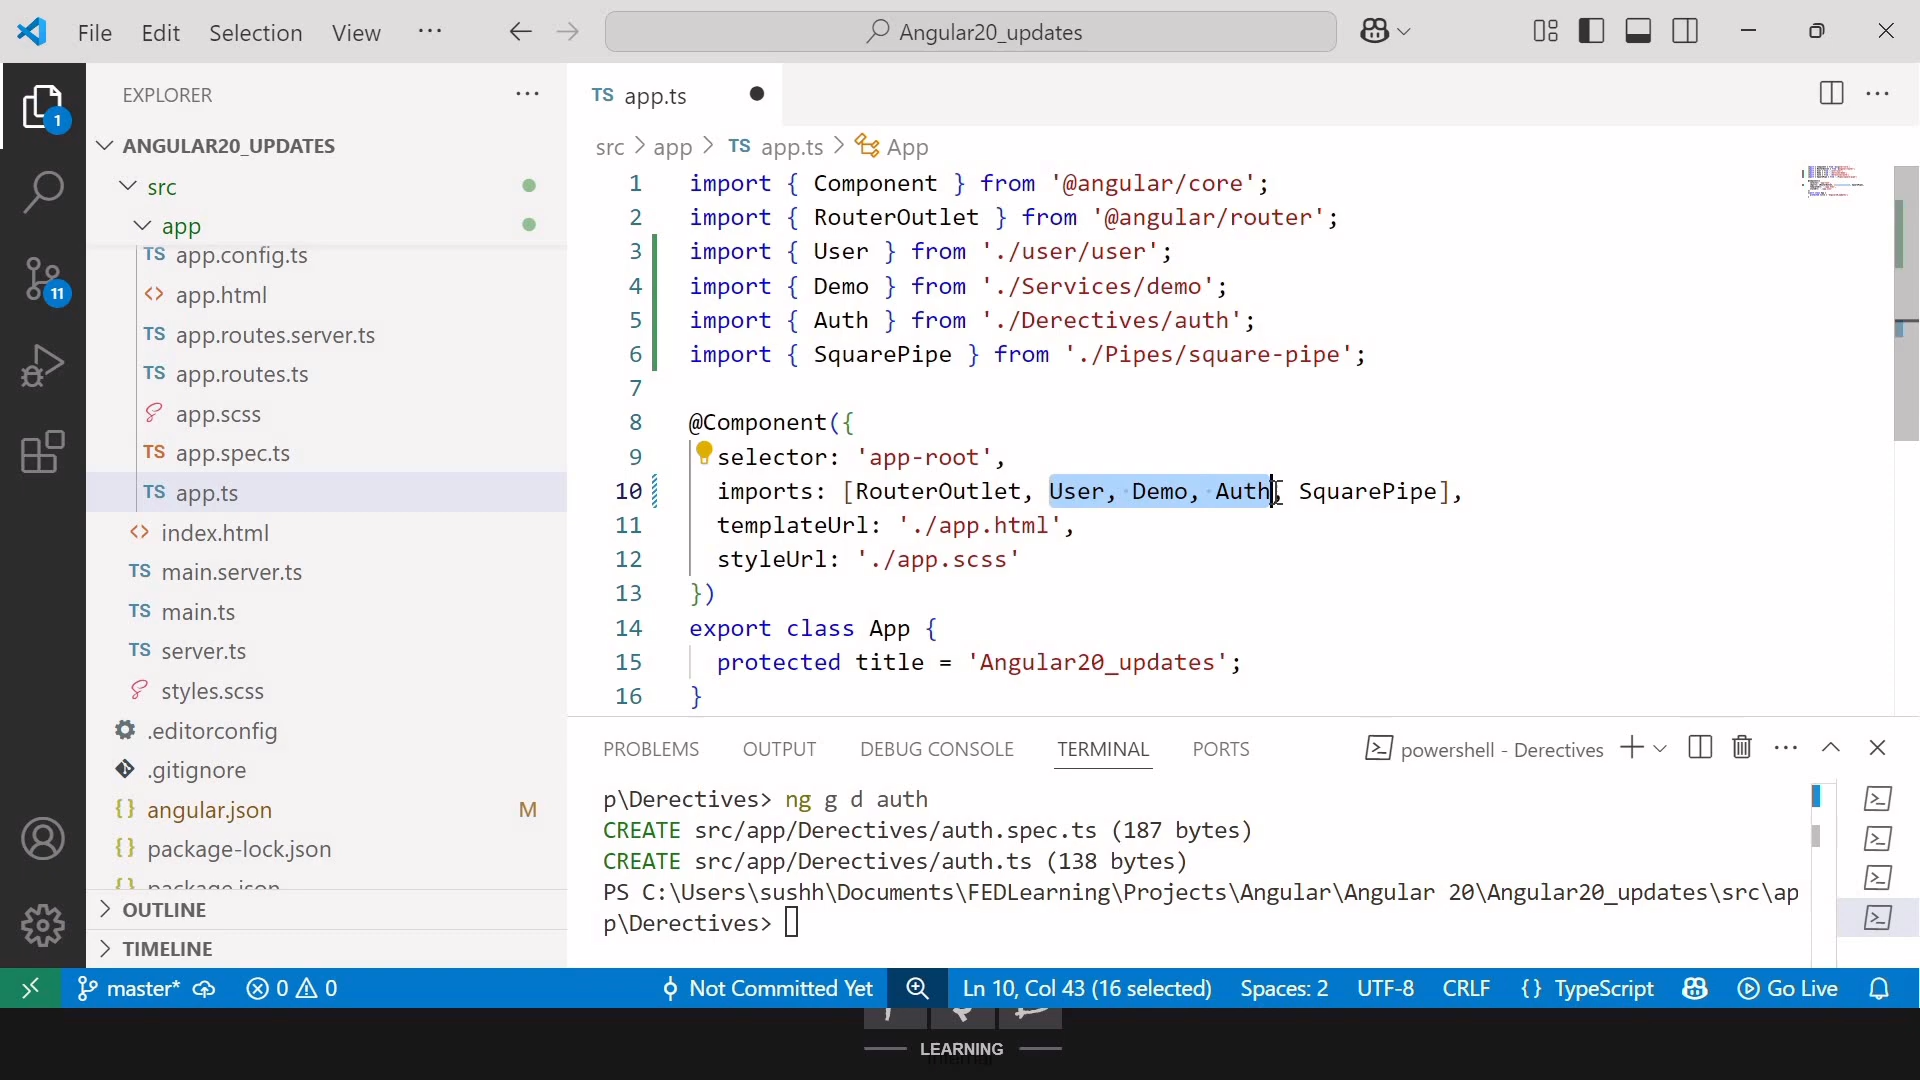 File Edit Selection View ··· Angular20_updates
EXPLORER ···
ANGULAR20_UPDATES
src
app
TS app.config.ts
<> app.html
TS app.routes.server.ts
TS app.routes.ts
app.scss
TS app.spec.ts
TS app.ts
<> index.html
TS main.server.ts
TS main.ts
TS server.ts
styles.scss
.editorconfig
.gitignore
{} angular.json M
{} package-lock.json
{} package.json
OUTLINE
TIMELINE
1
11
TS app.ts
src > app > TS app.ts > App
1 import { Component } from '@angular/core';
2 import { RouterOutlet } from '@angular/router';
3 import { User } from './user/user';
4 import { Demo } from './Services/demo';
5 import { Auth } from './Derectives/auth';
6 import { SquarePipe } from './Pipes/square-pipe';
7
8 @Component({
9 selector: 'app-root',
10 imports: [RouterOutlet, User, Demo, Auth, SquarePipe],
11 templateUrl: './app.html',
12 styleUrl: './app.scss'
13 })
14 export class App {
15 protected title = 'Angular20_updates';
16 }
PROBLEMS OUTPUT DEBUG CONSOLE TERMINAL PORTS powershell - Derectives
p\Derectives> ng g d auth
CREATE src/app/Derectives/auth.spec.ts (187 bytes)
CREATE src/app/Derectives/auth.ts (138 bytes)
PS C:\Users\sushh\Documents\FEDLearning\Projects\Angular\Angular 20\Angular20_updates\src\ap
p\Derectives>
master* 0 0 Not Committed Yet Ln 10, Col 43 (16 selected) Spaces: 2 UTF-8 CRLF {} TypeScript Go Live
LEARNING